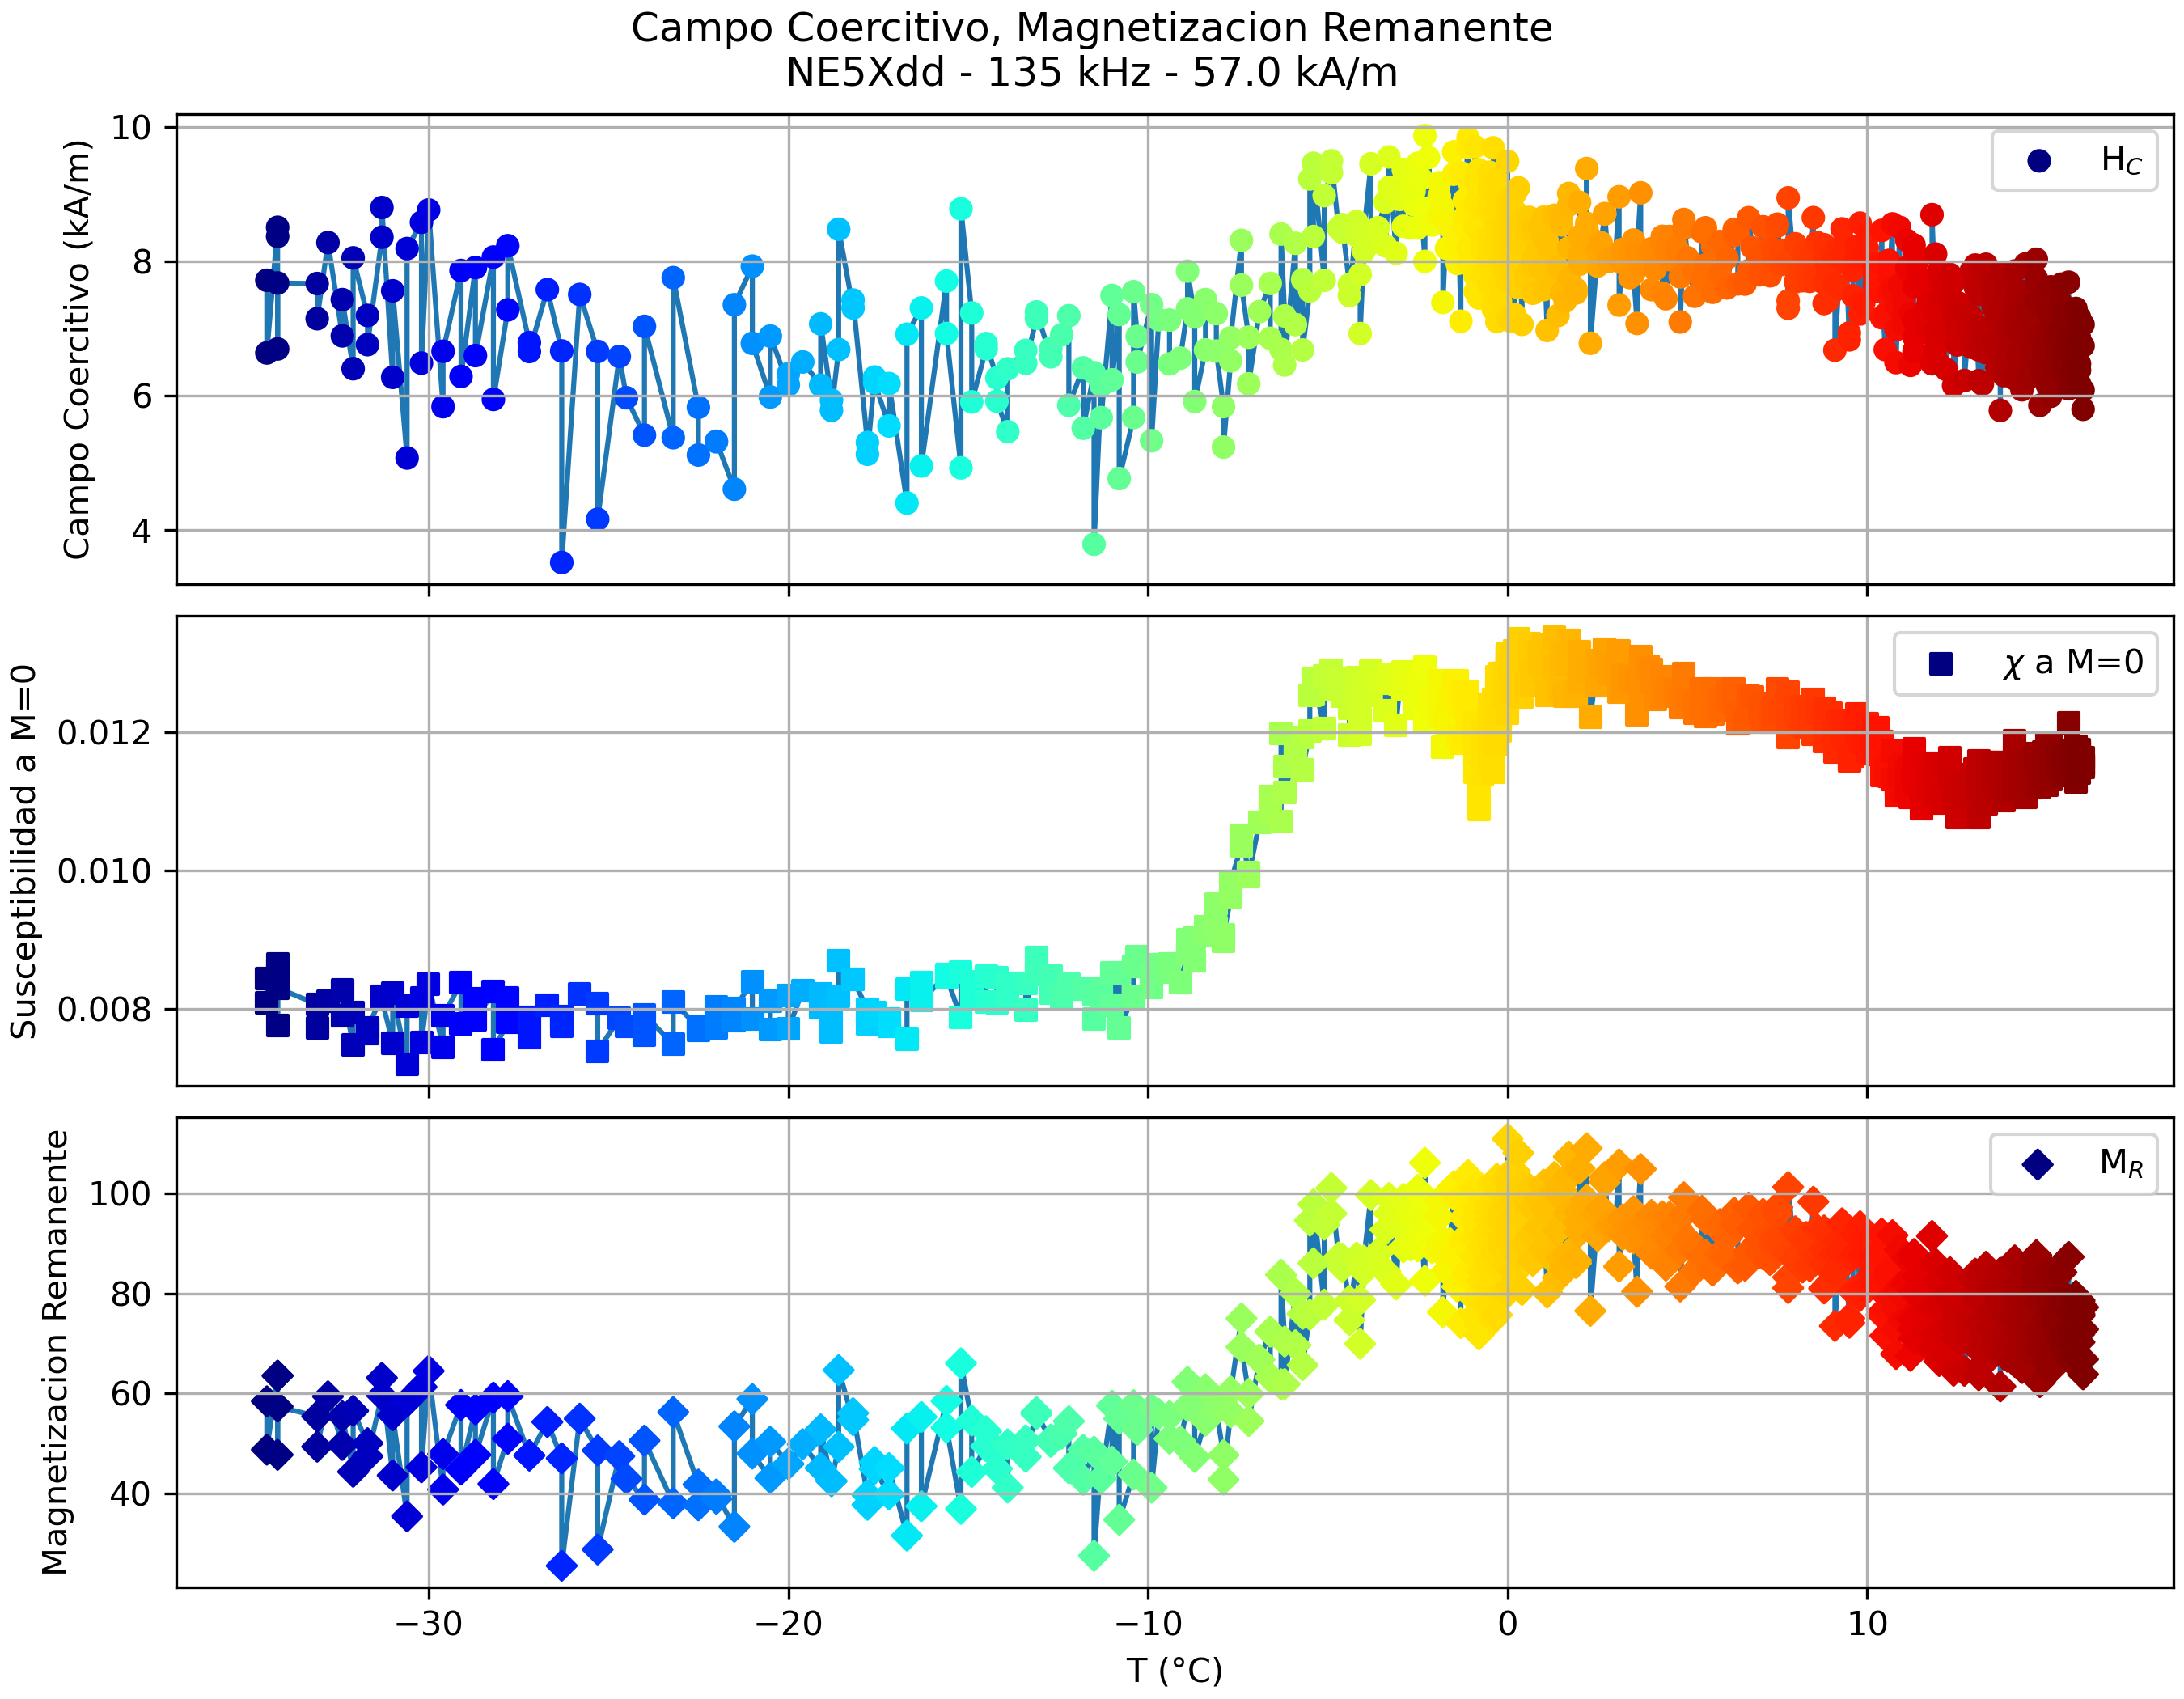 Campo Coercitivo, Magnetizacion Remanente
NE5Xdd - 135 kHz - 57.0 kA/m
Campo Coercitivo (kA/m)
10
8
6
4
H_C
Susceptibilidad a M=0
0.012
0.010
0.008
χ a M=0
Magnetizacion Remanente
100
80
60
40
M_R
−30 −20 −10 0 10
T (°C)